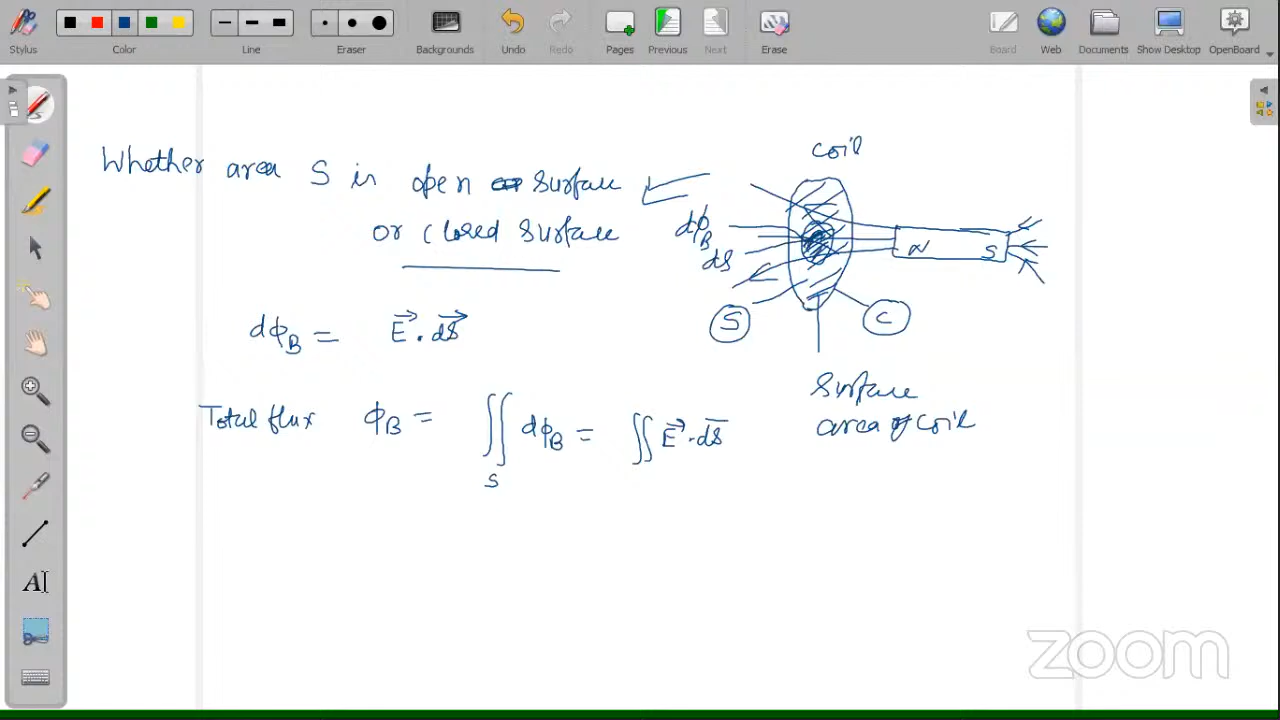 Stylus Color Line Eraser Backgrounds Undo Redo Pages Previous Next Erase Board Web Documents Show Desktop OpenBoard
coil
Whether area S is open surface
or closed surface
dϕB
dS
N S
S
C
dϕB = E⃗ . dS⃗
Surface
area of coil
Total flux ϕB = ∬S dϕB = ∬ E⃗ . dS̅
zoom